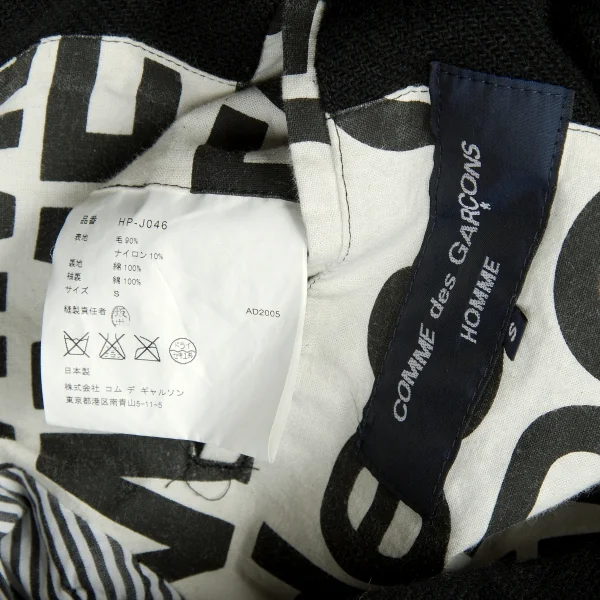 品番 HP-J046
表地 毛 90%
ナイロン 10%
裏地 綿 100%
袖裏 綿 100%
サイズ S
縫製責任者
AD2005
ドライ
日本製
株式会社 コム デ ギャルソン
東京都港区南青山5-11-5
COMME des GARÇONS
HOMME
S